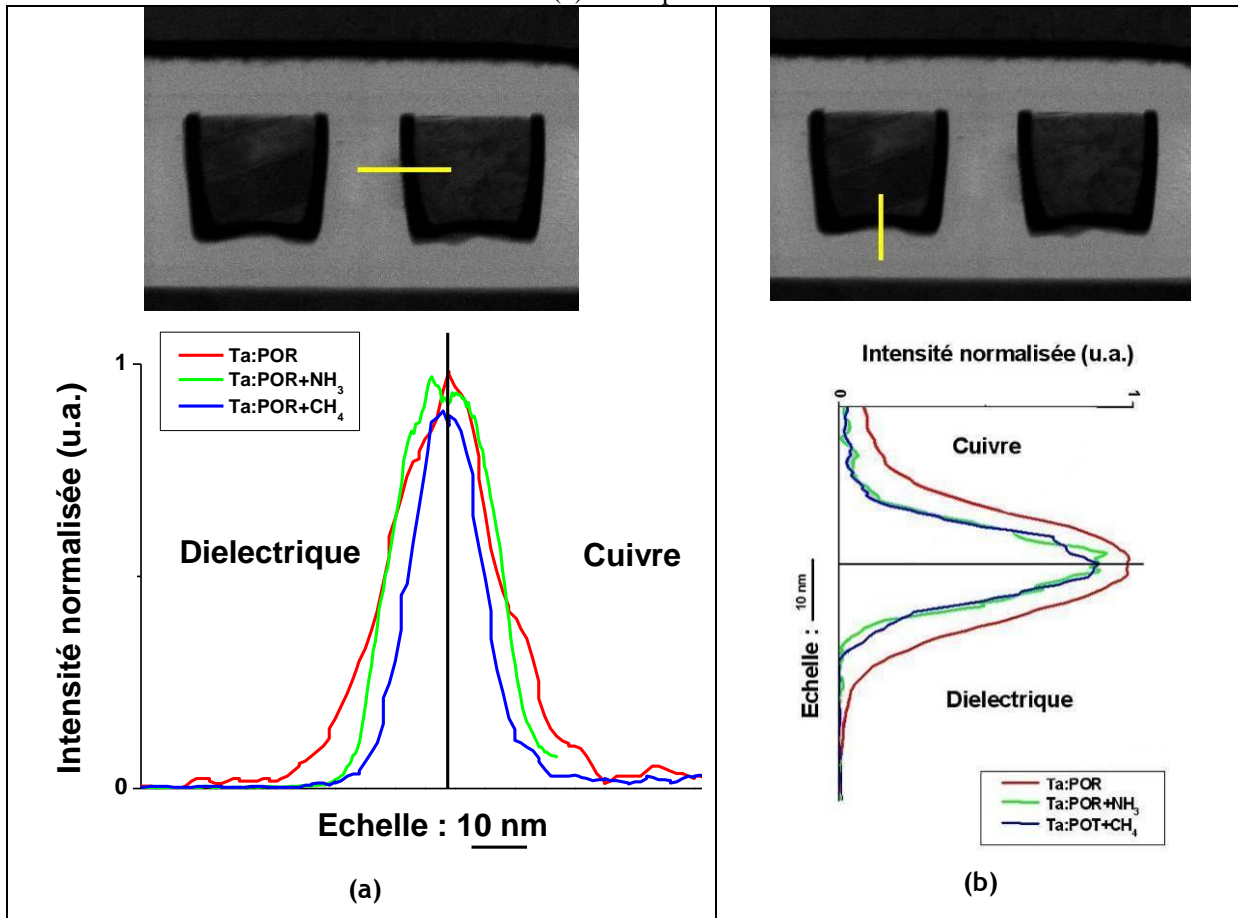 Ta:POR
Ta:POR+NH₃
Ta:POR+CH₄
1
Intensité normalisée (u.a.)
Dielectrique
Cuivre
0
Echelle : 10 nm
(a)
Intensité normalisée (u.a.)
0
1
Cuivre
Echelle : 10 nm
Dielectrique
Ta:POR
Ta:POR+NH₃
Ta:POT+CH₄
(b)